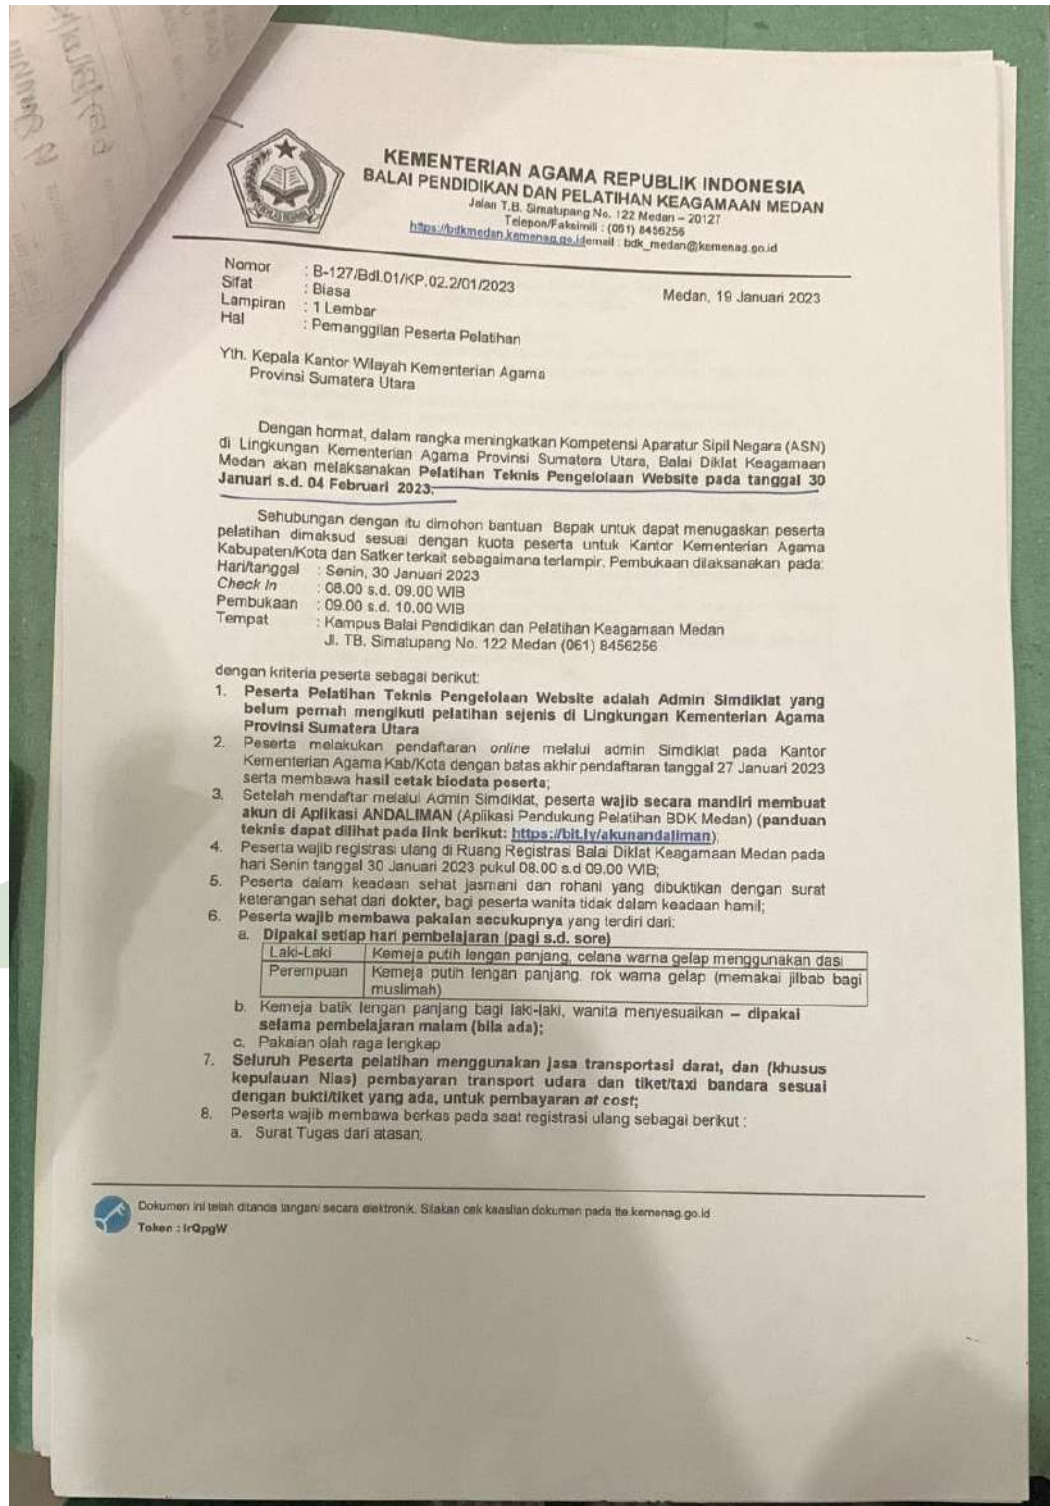 KEMENTERIAN AGAMA REPUBLIK INDONESIA
BALAI PENDIDIKAN DAN PELATIHAN KEAGAMAAN MEDAN
Jalan T.B. Simatupang No. 122 Medan – 20127
Telepon/Faksimili : (061) 8456256
https://bdkmedan.kemenag.go.id email : bdk_medan@kemenag.go.id
Nomor : B-127/Bdl.01/KP.02.2/01/2023
Medan, 19 Januari 2023
Sifat : Biasa
Lampiran : 1 Lembar
Hal : Pemanggilan Peserta Pelatihan
Yth. Kepala Kantor Wilayah Kementerian Agama
Provinsi Sumatera Utara
Dengan hormat, dalam rangka meningkatkan Kompetensi Aparatur Sipil Negara (ASN)
di Lingkungan Kementerian Agama Provinsi Sumatera Utara, Balai Diklat Keagamaan
Medan akan melaksanakan Pelatihan Teknis Pengelolaan Website pada tanggal 30
Januari s.d. 04 Februari 2023.
Sehubungan dengan itu dimohon bantuan Bapak untuk dapat menugaskan peserta
pelatihan dimaksud sesuai dengan kuota peserta untuk Kantor Kementerian Agama
Kabupaten/Kota dan Satker terkait sebagaimana terlampir. Pembukaan dilaksanakan pada:
Hari/tanggal : Senin, 30 Januari 2023
Check In : 08.00 s.d. 09.00 WIB
Pembukaan : 09.00 s.d. 10.00 WIB
Tempat : Kampus Balai Pendidikan dan Pelatihan Keagamaan Medan
Jl. TB. Simatupang No. 122 Medan (061) 8456256
dengan kriteria peserta sebagai berikut:
1. Peserta Pelatihan Teknis Pengelolaan Website adalah Admin Simdiklat yang
belum pernah mengikuti pelatihan sejenis di Lingkungan Kementerian Agama
Provinsi Sumatera Utara
2. Peserta melakukan pendaftaran online melalui admin Simdiklat pada Kantor
Kementerian Agama Kab/Kota dengan batas akhir pendaftaran tanggal 27 Januari 2023
serta membawa hasil cetak biodata peserta;
3. Setelah mendaftar melalui Admin Simdiklat, peserta wajib secara mandiri membuat
akun di Aplikasi ANDALIMAN (Aplikasi Pendukung Pelatihan BDK Medan) (panduan
teknis dapat dilihat pada link berikut: https://bit.ly/akunandaliman);
4. Peserta wajib registrasi ulang di Ruang Registrasi Balai Diklat Keagamaan Medan pada
hari Senin tanggal 30 Januari 2023 pukul 08.00 s.d 09.00 WIB;
5. Peserta dalam keadaan sehat jasmani dan rohani yang dibuktikan dengan surat
keterangan sehat dari dokter, bagi peserta wanita tidak dalam keadaan hamil;
6. Peserta wajib membawa pakaian secukupnya yang terdiri dari:
a. Dipakai setiap hari pembelajaran (pagi s.d. sore)
Laki-Laki Kemeja putih lengan panjang, celana warna gelap menggunakan dasi
Perempuan Kemeja putih lengan panjang, rok warna gelap (memakai jilbab bagi
muslimah)
b. Kemeja batik lengan panjang bagi laki-laki, wanita menyesuaikan – dipakai
selama pembelajaran malam (bila ada);
c. Pakaian olah raga lengkap
7. Seluruh Peserta pelatihan menggunakan jasa transportasi darat, dan (khusus
kepulauan Nias) pembayaran transport udara dan tiket/taxi bandara sesuai
dengan bukti/tiket yang ada, untuk pembayaran at cost;
8. Peserta wajib membawa berkas pada saat registrasi ulang sebagai berikut :
a. Surat Tugas dari atasan;
Dokumen ini telah ditanda tangani secara elektronik. Silakan cek keaslian dokumen pada tte.kemenag.go.id
Token : IrQpgW